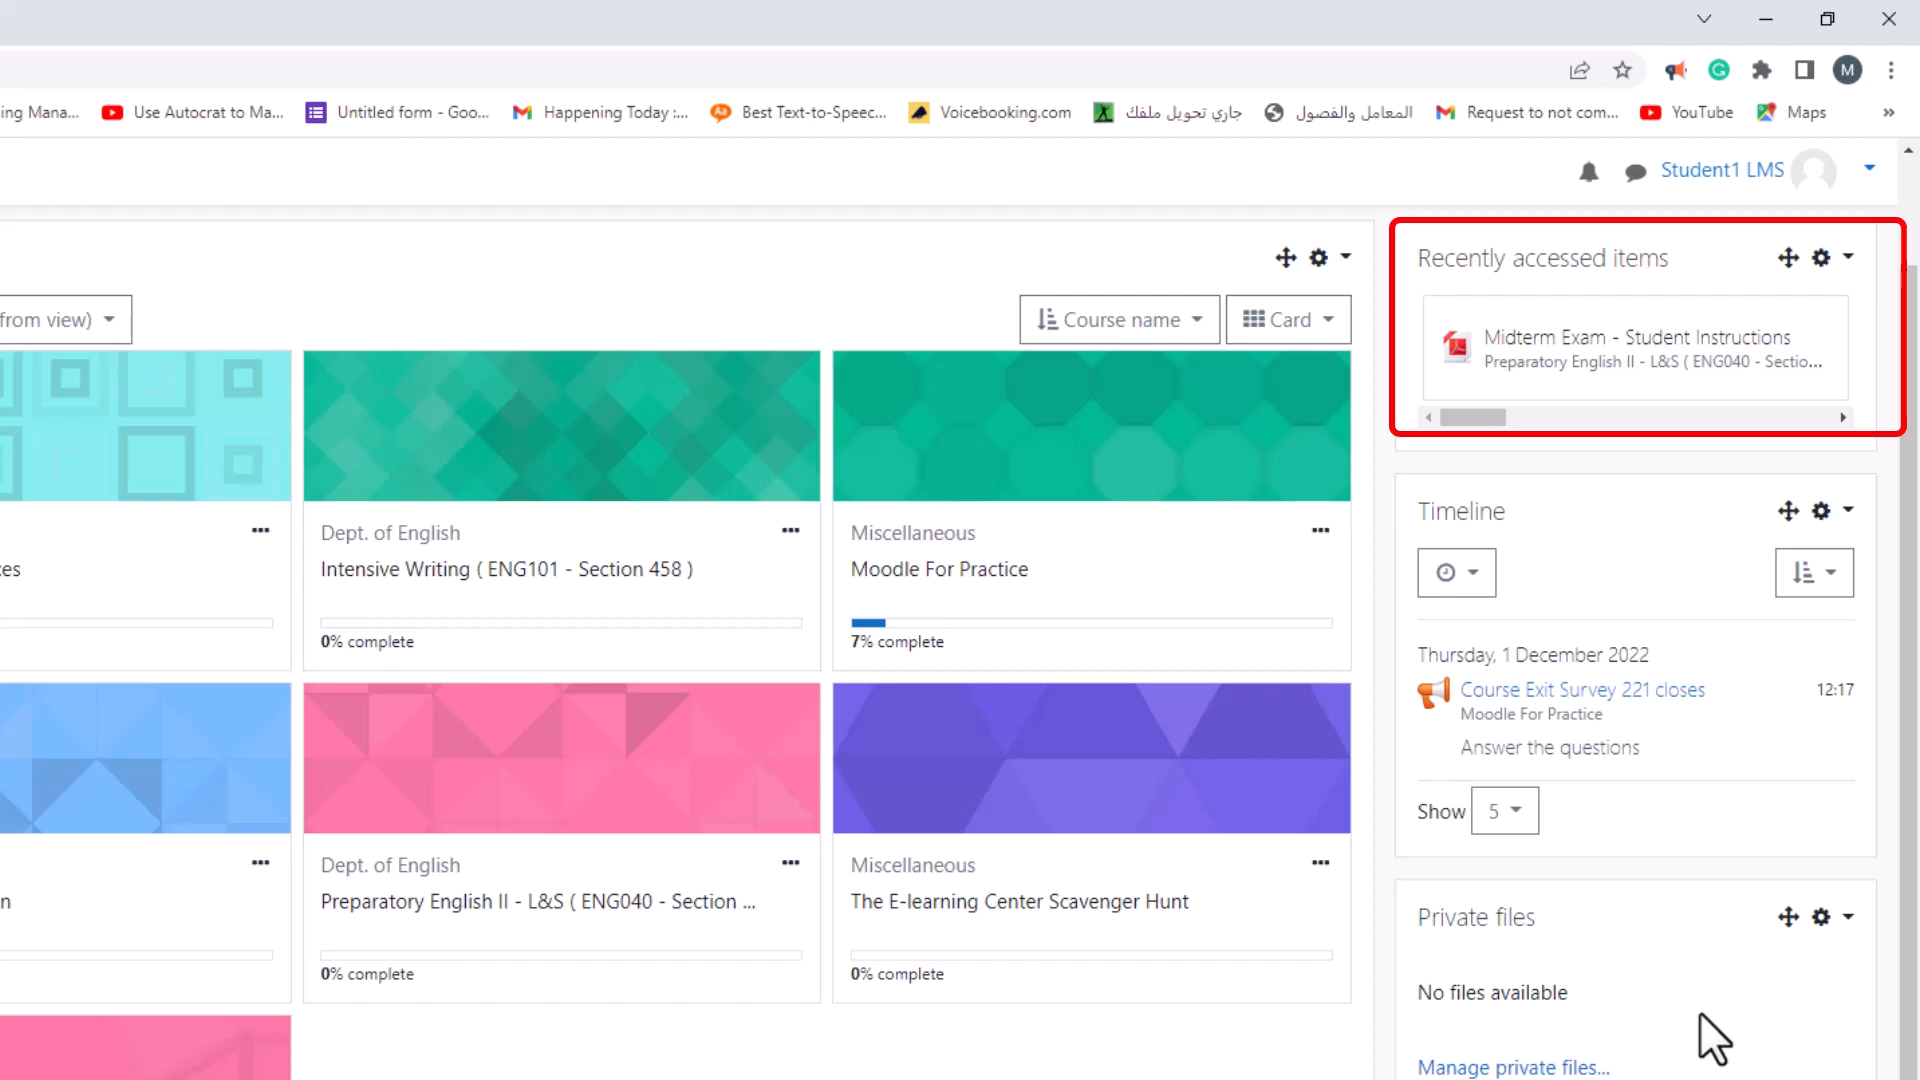 M
ing Mana...
Use Autocrat to Ma...
Untitled form - Goo...
Happening Today :...
Best Text-to-Speec...
Voicebooking.com
جاري تحويل ملفك
المعامل والفصول
Request to not com...
YouTube
Maps
»
Student1 LMS
Recently accessed items
Midterm Exam - Student Instructions
Preparatory English II - L&S ( ENG040 - Sectio...
from view)
Course name
Card
Dept. of English
Miscellaneous
ces
Intensive Writing ( ENG101 - Section 458 )
Moodle For Practice
0% complete
7% complete
Dept. of English
Miscellaneous
n
Preparatory English II - L&S ( ENG040 - Section ...
The E-learning Center Scavenger Hunt
0% complete
0% complete
Timeline
Thursday, 1 December 2022
Course Exit Survey 221 closes 12:17
Moodle For Practice
Answer the questions
Show 5
Private files
No files available
Manage private files...